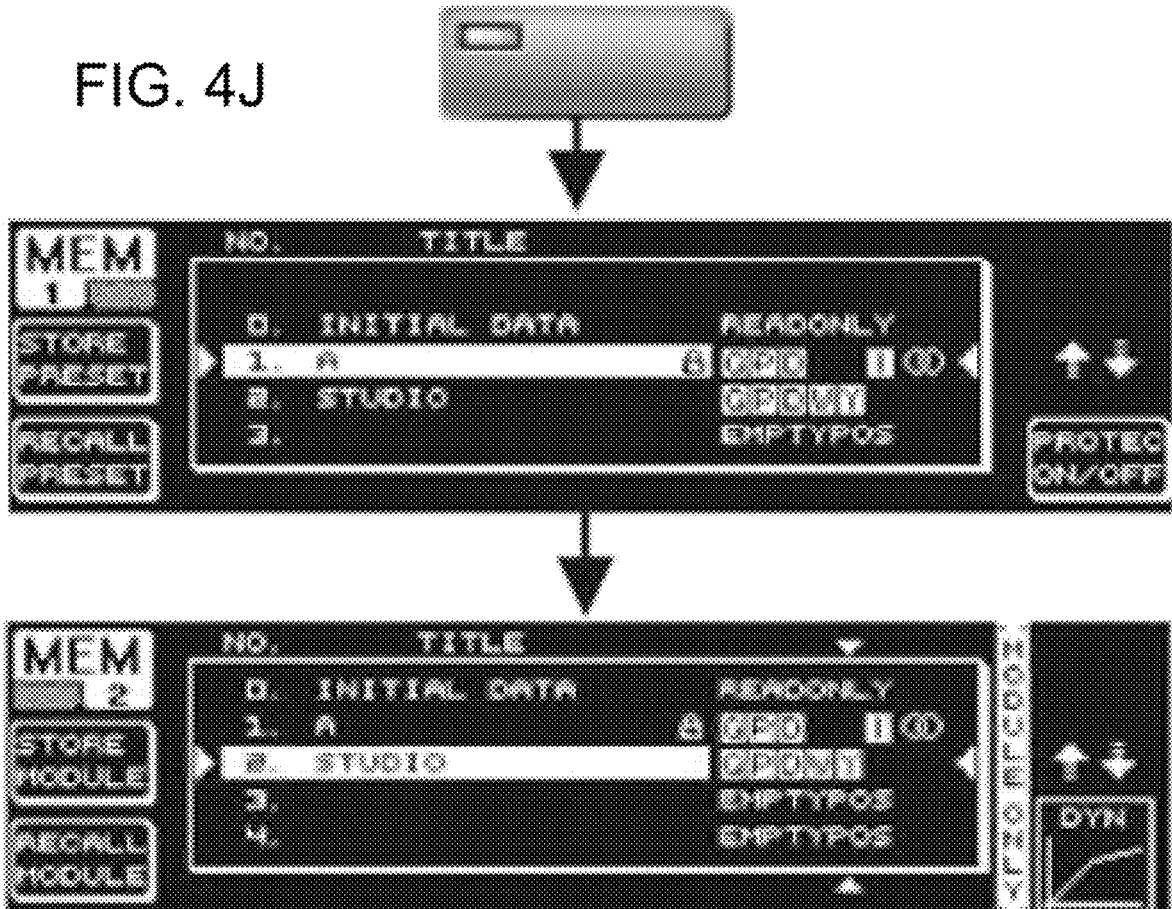 FIG. 4J
MEM
1
NO. TITLE
0. INITIAL DATA READONLY
1. A
2. STUDIO
3. EMPTYPOS
STORE PRESET
RECALL PRESET
PROTEC ON/OFF
MEM
2
NO. TITLE
0. INITIAL DATA READONLY
1. A
2. STUDIO
3. EMPTYPOS
4. EMPTYPOS
STORE MODULE
RECALL MODULE
MODULE ONLY
DYN